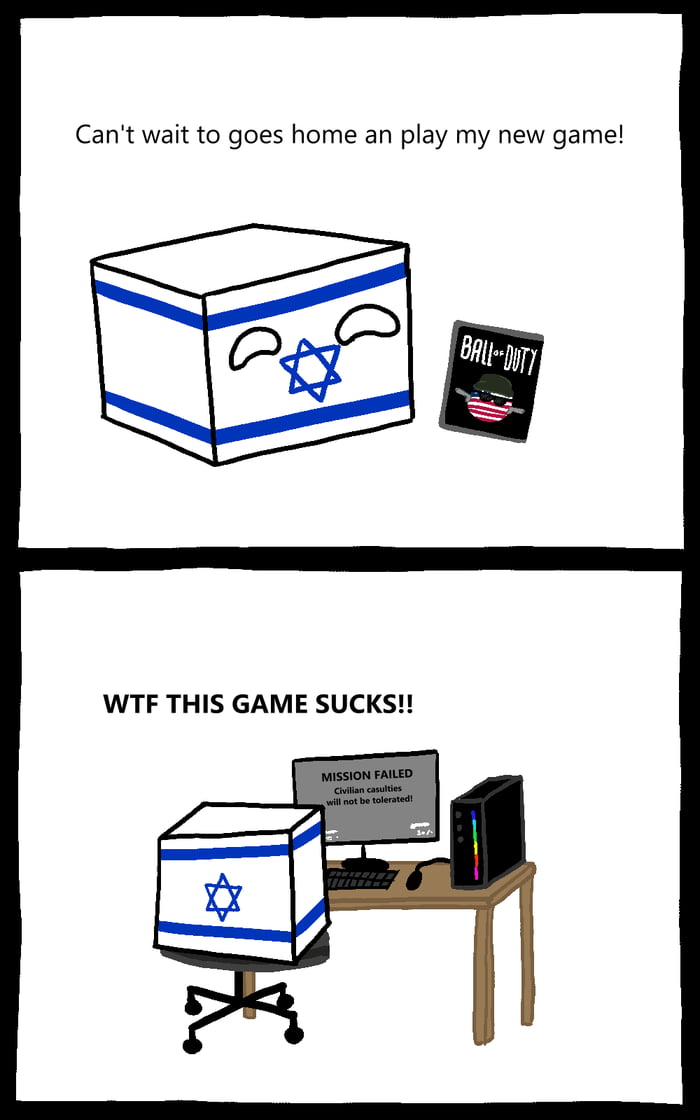 Can't wait to goes home an play my new game!
BALL OF DUTY
WTF THIS GAME SUCKS!!
MISSION FAILED
Civilian casulties
will not be tolerated!